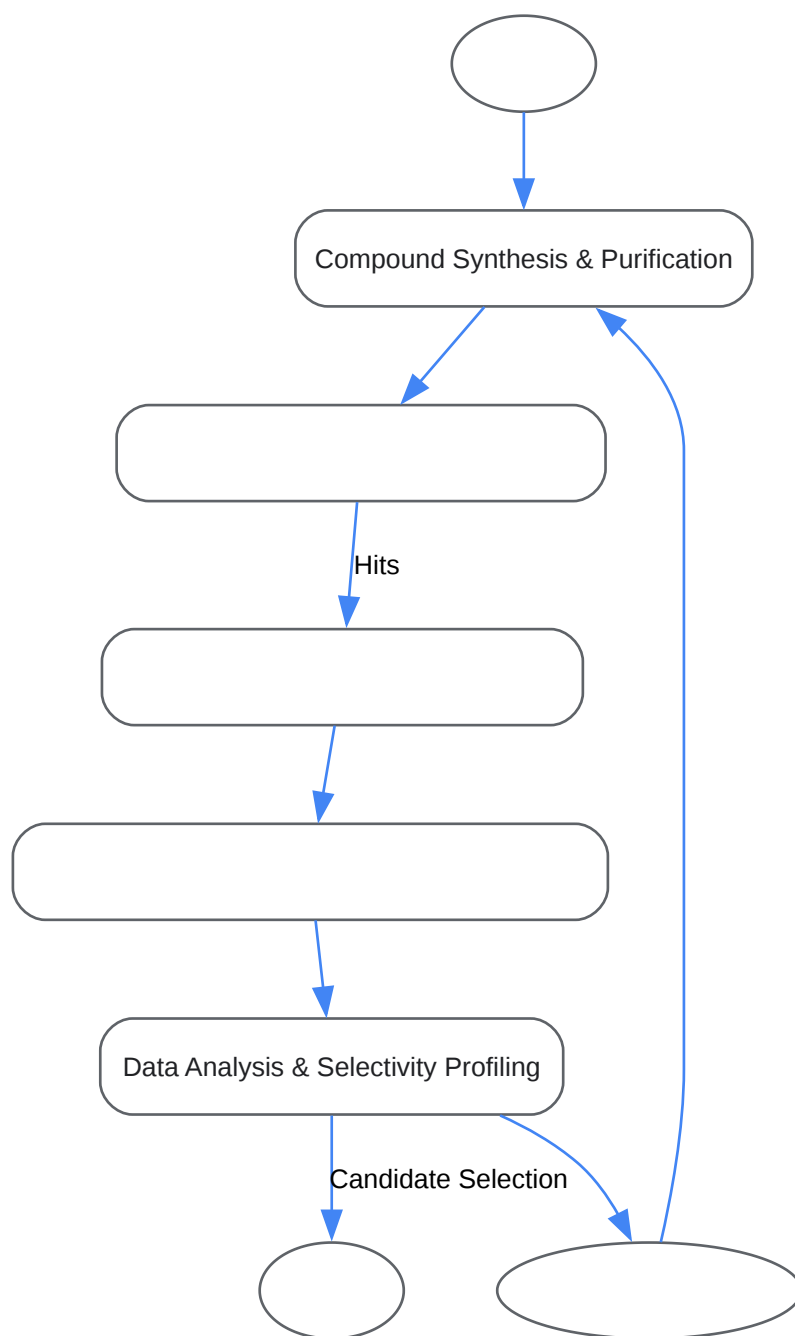 Compound Synthesis & Purification
Hits
Data Analysis & Selectivity Profiling
Candidate Selection